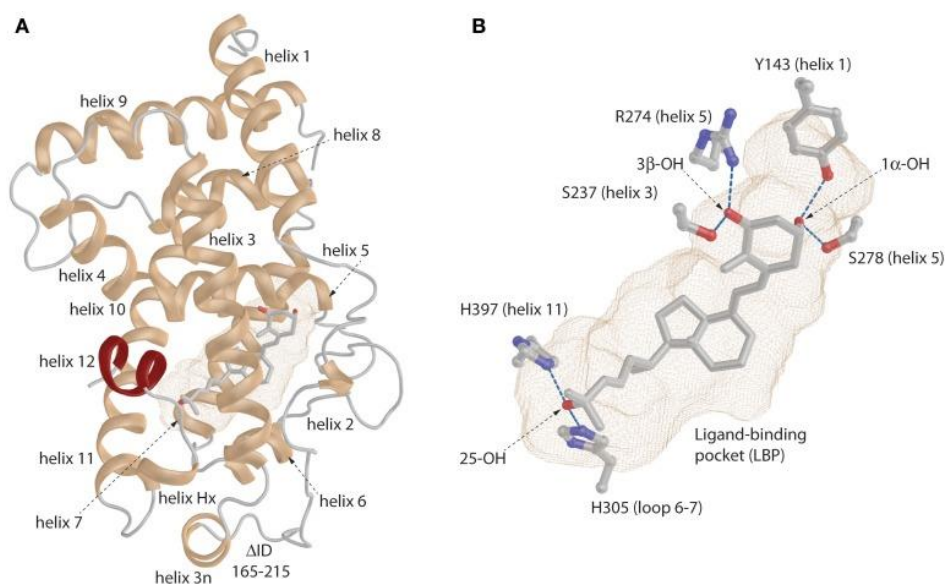 A
helix 1
helix 9
helix 8
helix 3
helix 5
helix 4
helix 10
helix 12
helix 2
helix 11
helix 6
helix Hx
helix 7
ΔID
165-215
helix 3n
B
Y143 (helix 1)
R274 (helix 5)
3β-OH
1α-OH
S237 (helix 3)
S278 (helix 5)
H397 (helix 11)
25-OH
Ligand-binding
pocket (LBP)
H305 (loop 6-7)